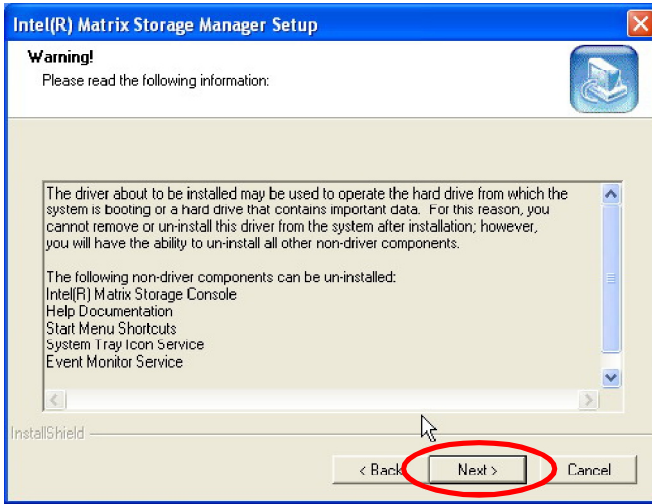 Intel(R) Matrix Storage Manager Setup
Warning!
Please read the following information:
The driver about to be installed may be used to operate the hard drive from which the
system is booting or a hard drive that contains important data. For this reason, you
cannot remove or un-install this driver from the system after installation; however,
you will have the ability to un-install all other non-driver components.
The following non-driver components can be un-installed:
Intel(R) Matrix Storage Console
Help Documentation
Start Menu Shortcuts
System Tray Icon Service
Event Monitor Service
InstallShield
< Back
Next >
Cancel